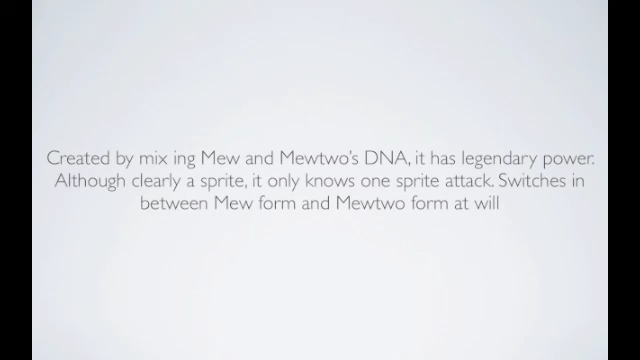 Created by mix ing Mew and Mewtwo's DNA, it has legendary power.
Although clearly a sprite, it only knows one sprite attack. Switches in
between Mew form and Mewtwo form at will